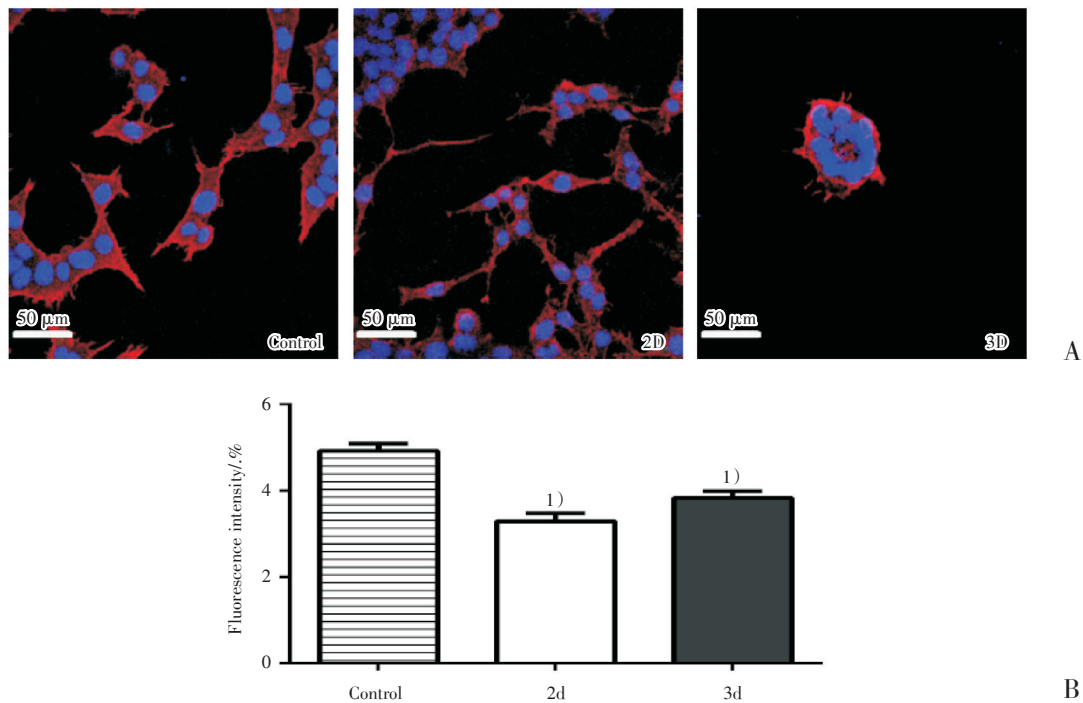 50 μm
Control
50 μm
2D
50 μm
3D
A
Fluorescence intensity/.%
6
4
2
0
1)
1)
Control
2d
3d
B